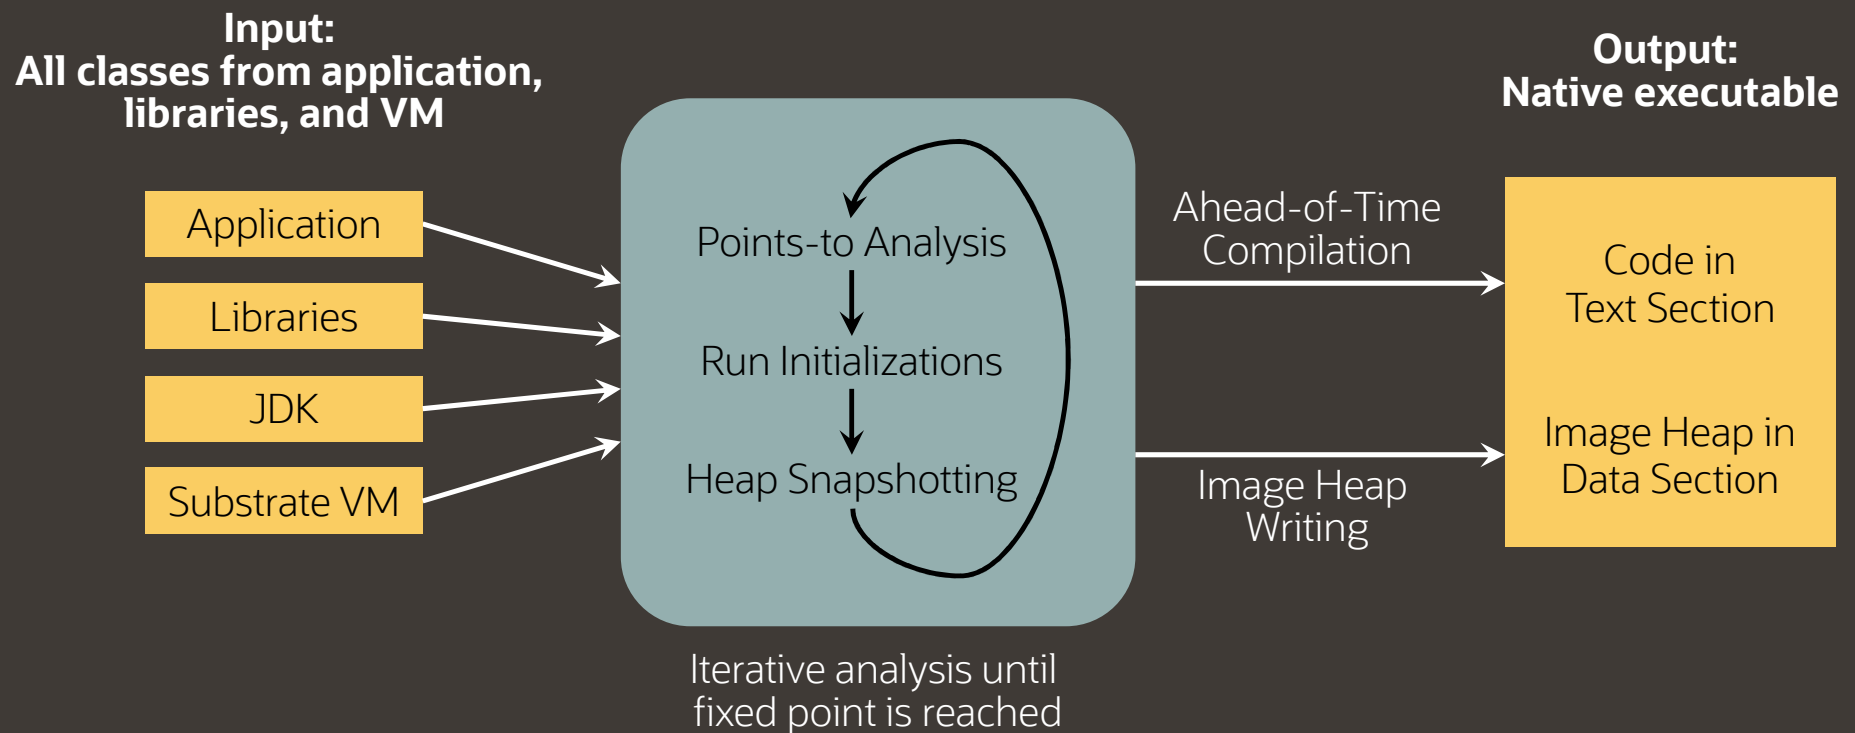 Input:
All classes from application,
libraries, and VM
Application
Libraries
JDK
Substrate VM
Points-to Analysis
Run Initializations
Heap Snapshotting
Iterative analysis until
fixed point is reached
Ahead-of-Time
Compilation
Image Heap
Writing
Output:
Native executable
Code in
Text Section
Image Heap in
Data Section